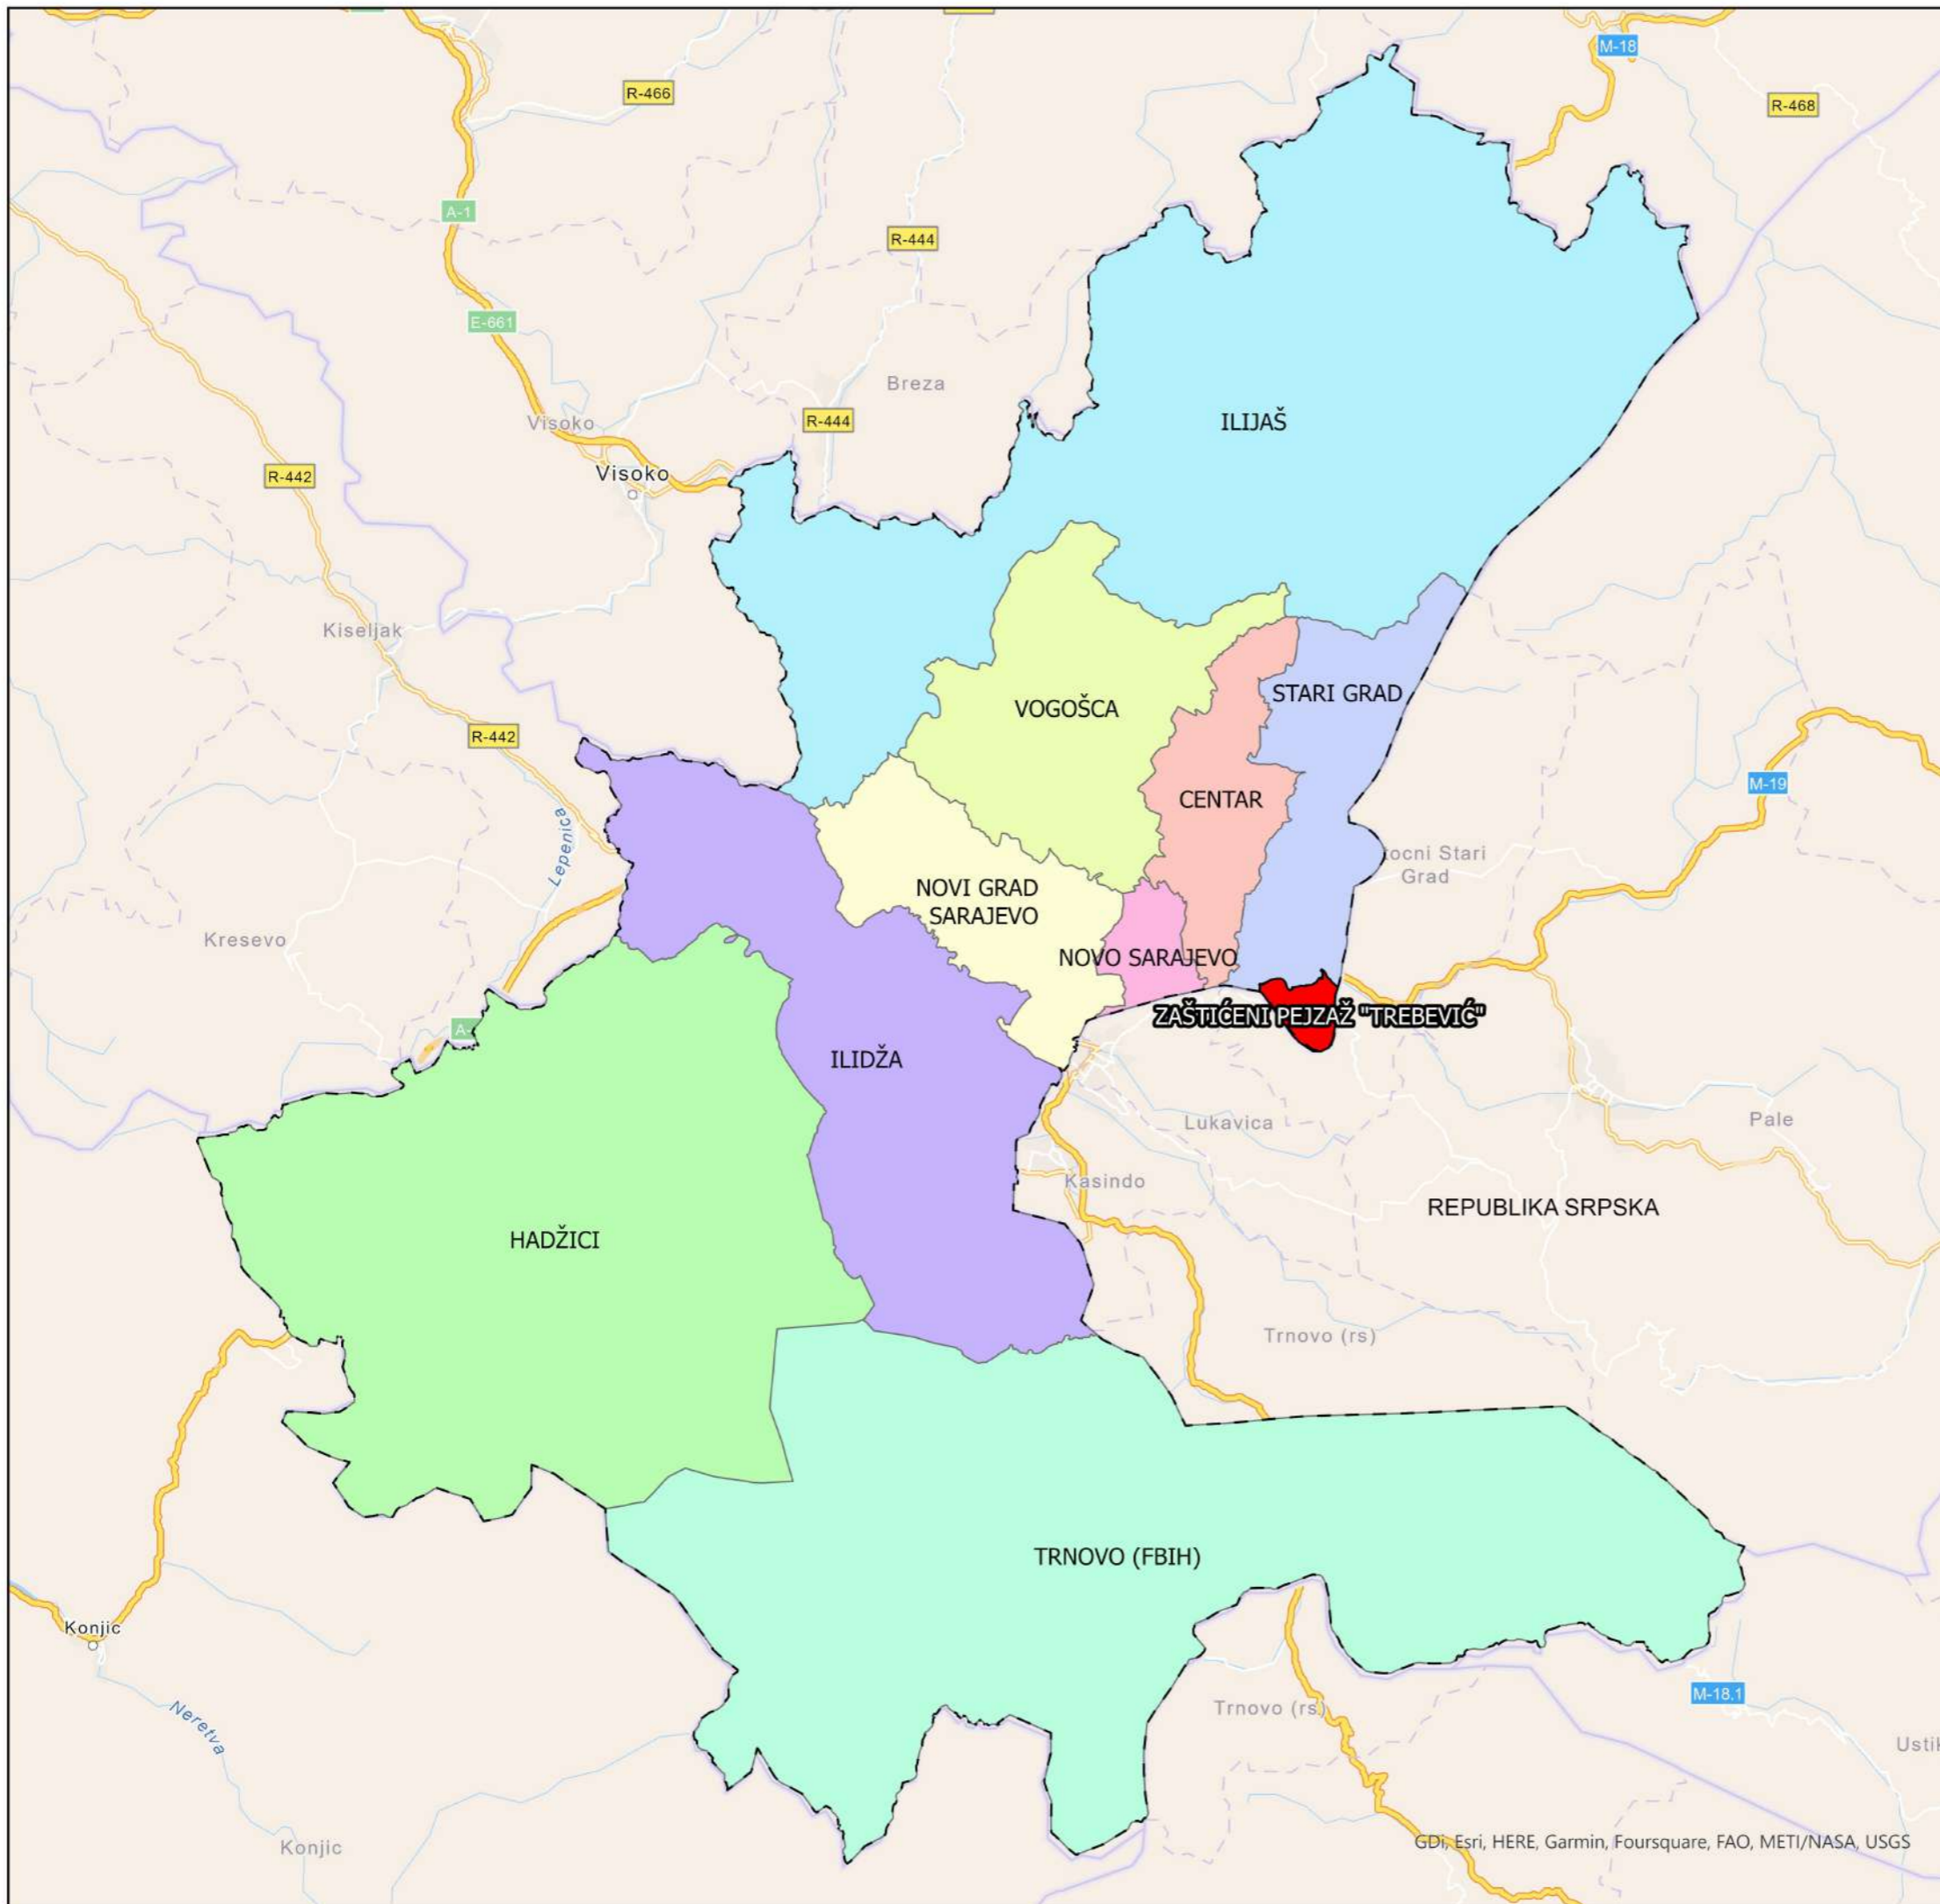 M-18
R-466
R-468
A-1
R-444
E-661
Breza
R-444
ILIJAŠ
Visoko
Visoko
R-442
Kiseljak
STARI GRAD
VOGOŠCA
R-442
M-19
CENTAR
Lepenica
ocni Stari
Grad
NOVI GRAD
SARAJEVO
Kresevo
NOVO SARAJEVO
ZAŠTIĆENI PEJZAŽ "TREBEVIĆ"
A-
ILIDŽA
Lukavica
Pale
Kasindo
REPUBLIKA SRPSKA
HADŽICI
Trnovo (rs)
TRNOVO (FBIH)
Konjic
M-18.1
Trnovo (rs)
Neretva
Usti
Konjic
GDi, Esri, HERE, Garmin, Foursquare, FAO, METI/NASA, USGS